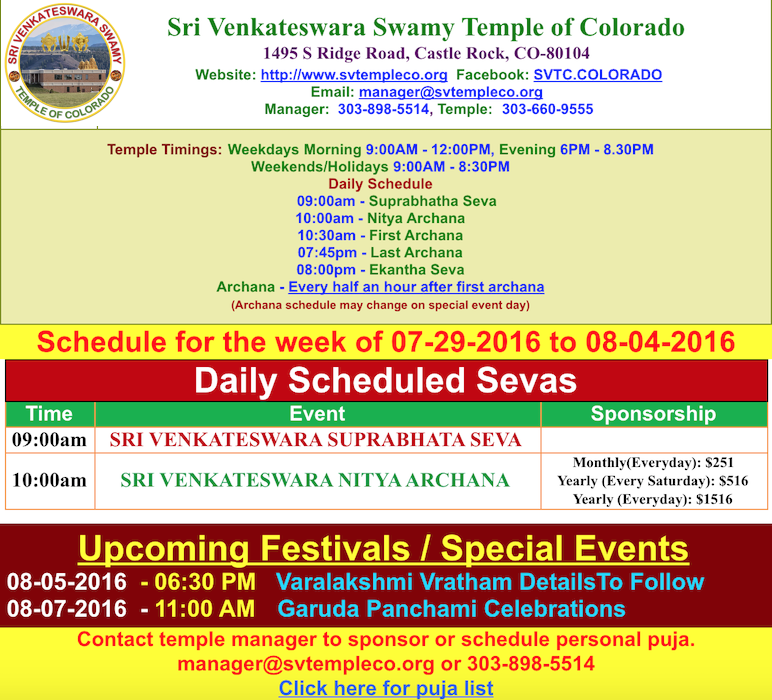 SRI VENKATESWARA SWAMY
TEMPLE OF COLORADO
Sri Venkateswara Swamy Temple of Colorado
1495 S Ridge Road, Castle Rock, CO-80104
Website: http://www.svtempleco.org Facebook: SVTC.COLORADO
Email: manager@svtempleco.org
Manager: 303-898-5514, Temple: 303-660-9555
Temple Timings: Weekdays Morning 9:00AM - 12:00PM, Evening 6PM - 8.30PM
Weekends/Holidays 9:00AM - 8:30PM
Daily Schedule
09:00am - Suprabhatha Seva
10:00am - Nitya Archana
10:30am - First Archana
07:45pm - Last Archana
08:00pm - Ekantha Seva
Archana - Every half an hour after first archana
(Archana schedule may change on special event day)
Schedule for the week of 07-29-2016 to 08-04-2016
Daily Scheduled Sevas
Time Event Sponsorship
09:00am SRI VENKATESWARA SUPRABHATA SEVA
10:00am SRI VENKATESWARA NITYA ARCHANA
Monthly(Everyday): $251
Yearly (Every Saturday): $516
Yearly (Everyday): $1516
Upcoming Festivals / Special Events
08-05-2016 - 06:30 PM Varalakshmi Vratham DetailsTo Follow
08-07-2016 - 11:00 AM Garuda Panchami Celebrations
Contact temple manager to sponsor or schedule personal puja.
manager@svtempleco.org or 303-898-5514
Click here for puja list